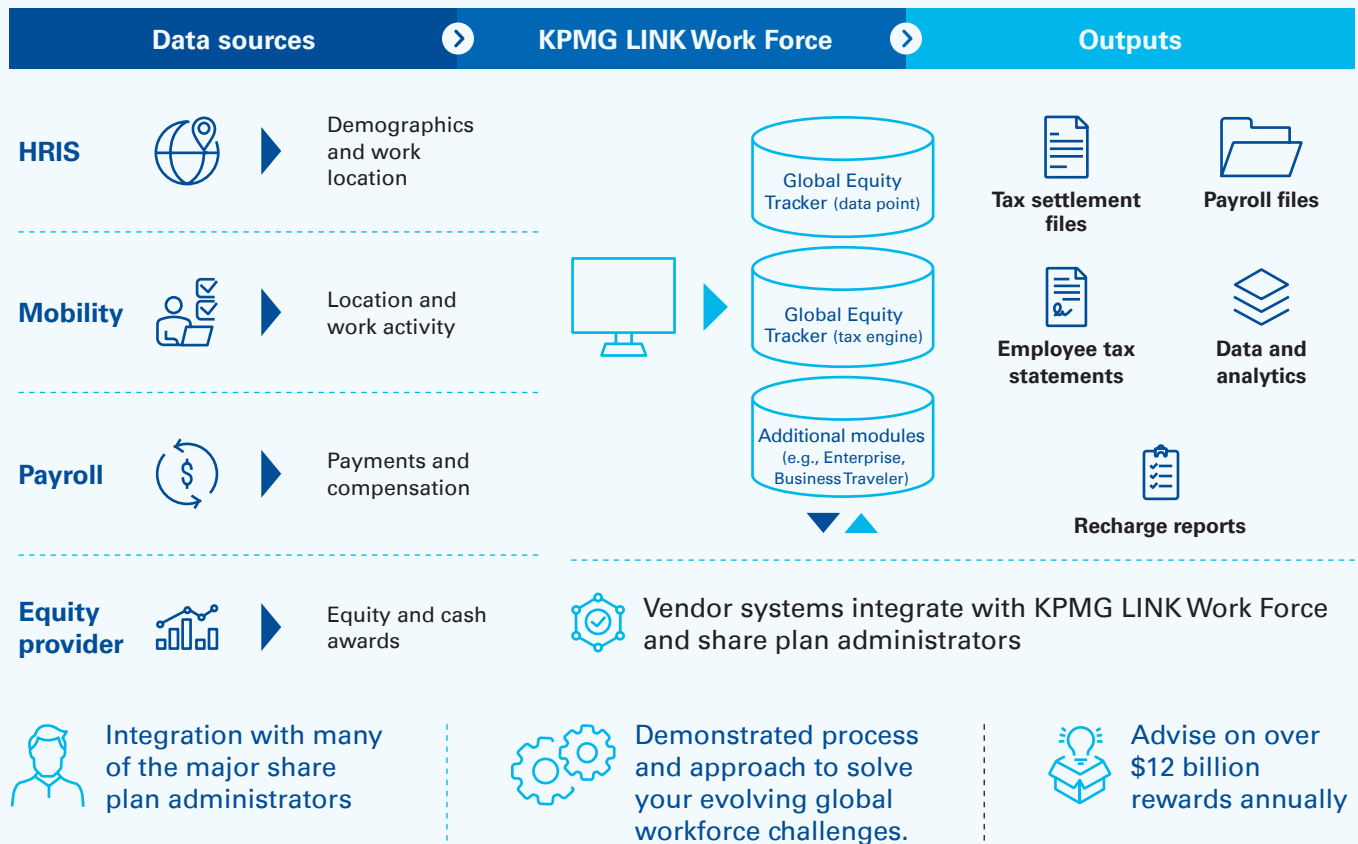 Data sources
KPMG LINK Work Force
Outputs
HRIS
Demographics
and work
location
Mobility
Location and
work activity
Payroll
$
Payments and
compensation
Equity
provider
Equity and cash
awards
Global Equity
Tracker (data point)
Global Equity
Tracker (tax engine)
Additional modules
(e.g., Enterprise,
Business Traveler)
Tax settlement
files
Payroll files
Employee tax
statements
Data and
analytics
Recharge reports
Vendor systems integrate with KPMG LINK Work Force
and share plan administrators
Integration with many
of the major share
plan administrators
Demonstrated process
and approach to solve
your evolving global
workforce challenges.
Advise on over
$12 billion
rewards annually